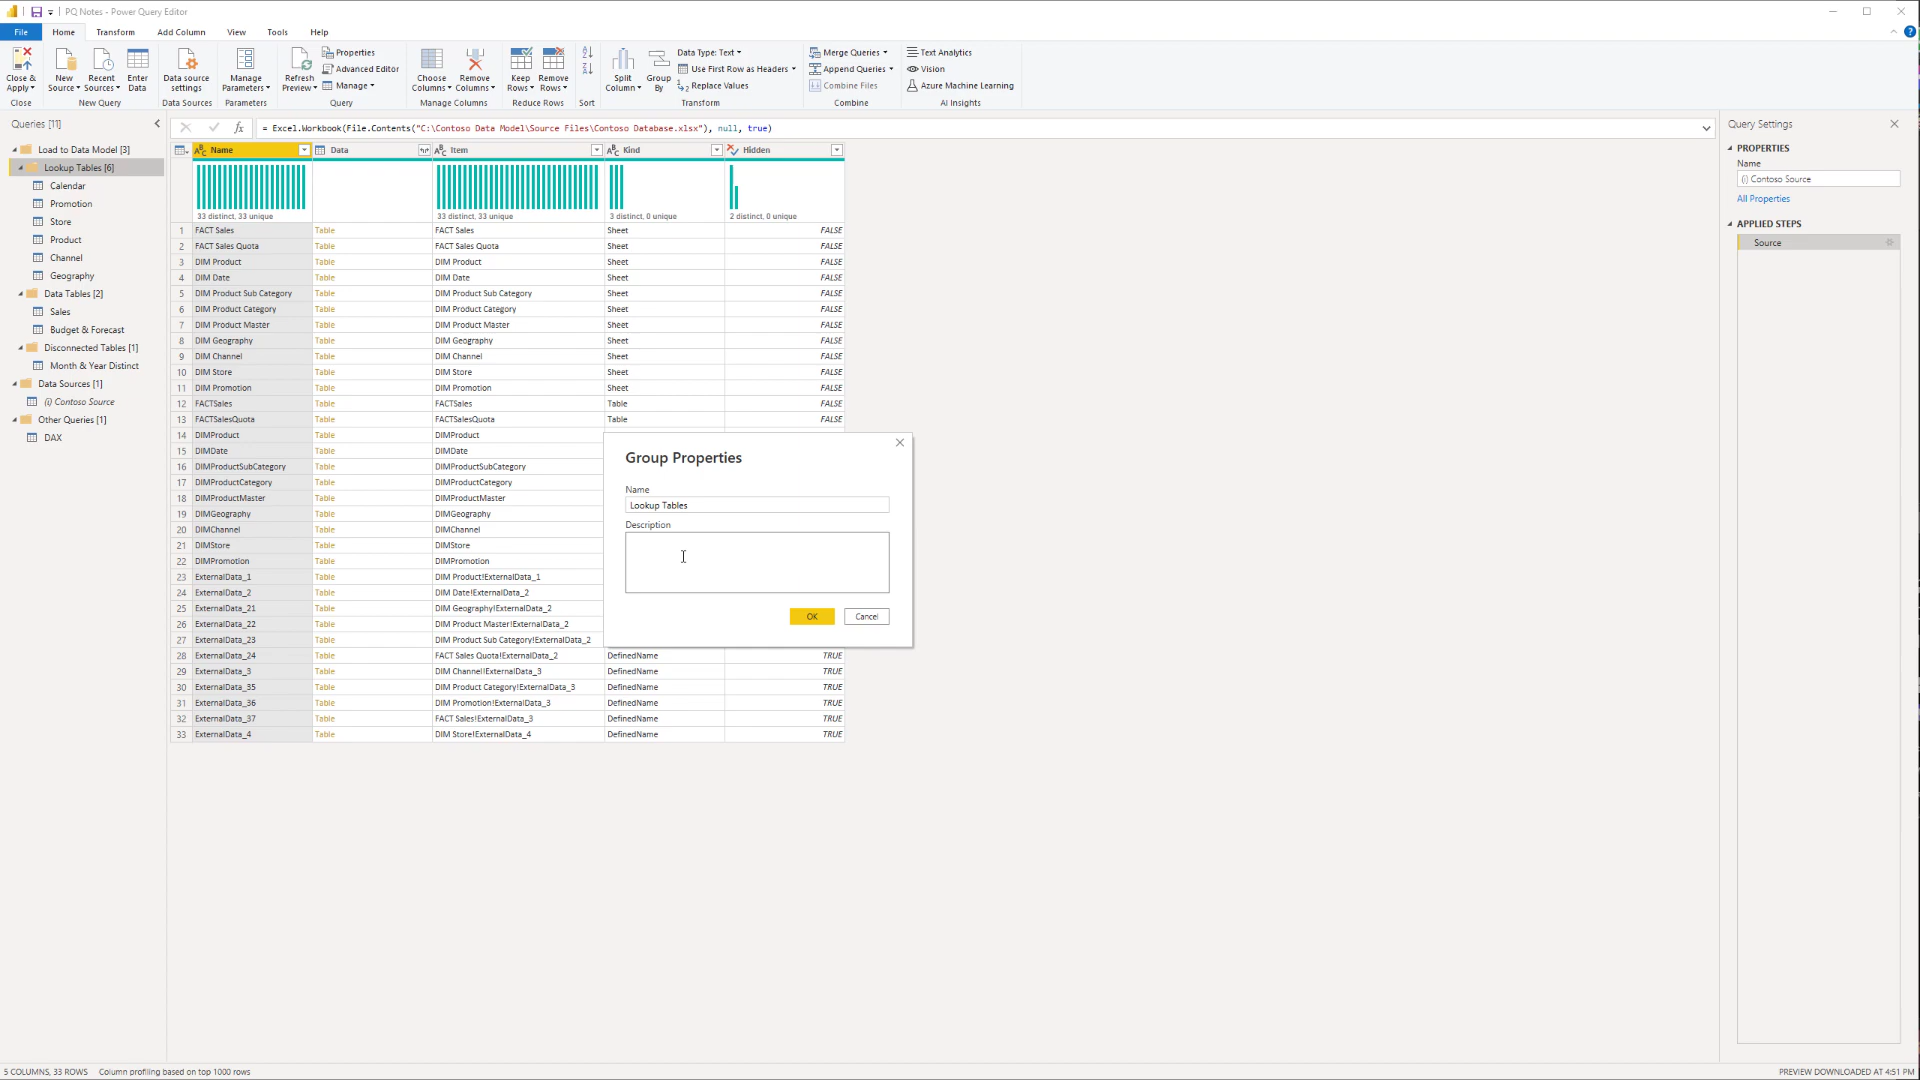 PQ Notes - Power Query Editor
File Home Transform Add Column View Tools Help
Close & Apply
New Source
Recent Sources
Enter Data
Data source settings
Manage Parameters
Refresh Preview
Properties
Advanced Editor
Manage
Choose Columns
Remove Columns
Keep Rows
Remove Rows
Split Column
Group By
Data Type: Text
Use First Row as Headers
Replace Values
Merge Queries
Append Queries
Combine Files
Text Analytics
Vision
Azure Machine Learning
Close New Query Data Sources Parameters Query Manage Columns Reduce Rows Sort Transform Combine AI Insights
Queries [11]
Load to Data Model [3]
Lookup Tables [6]
Calendar
Promotion
Store
Product
Channel
Geography
Data Tables [2]
Sales
Budget & Forecast
Disconnected Tables [1]
Month & Year Distinct
Data Sources [1]
(i) Contoso Source
Other Queries [1]
DAX
fx = Excel.Workbook(File.Contents("C:\Contoso Data Model\Source Files\Contoso Database.xlsx"), null, true)
ABC Name Data ABC Item ABC Kind Hidden
33 distinct, 33 unique 33 distinct, 33 unique 3 distinct, 0 unique 2 distinct, 0 unique
1 FACT Sales Table FACT Sales Sheet FALSE
2 FACT Sales Quota Table FACT Sales Quota Sheet FALSE
3 DIM Product Table DIM Product Sheet FALSE
4 DIM Date Table DIM Date Sheet FALSE
5 DIM Product Sub Category Table DIM Product Sub Category Sheet FALSE
6 DIM Product Category Table DIM Product Category Sheet FALSE
7 DIM Product Master Table DIM Product Master Sheet FALSE
8 DIM Geography Table DIM Geography Sheet FALSE
9 DIM Channel Table DIM Channel Sheet FALSE
10 DIM Store Table DIM Store Sheet FALSE
11 DIM Promotion Table DIM Promotion Sheet FALSE
12 FACTSales Table FACTSales Table FALSE
13 FACTSalesQuota Table FACTSalesQuota Table FALSE
14 DIMProduct Table DIMProduct
15 DIMDate Table DIMDate
16 DIMProductSubCategory Table DIMProductSubCategory
17 DIMProductCategory Table DIMProductCategory
18 DIMProductMaster Table DIMProductMaster
19 DIMGeography Table DIMGeography
20 DIMChannel Table DIMChannel
21 DIMStore Table DIMStore
22 DIMPromotion Table DIMPromotion
23 ExternalData_1 Table DIM Product!ExternalData_1
24 ExternalData_2 Table DIM Date!ExternalData_2
25 ExternalData_21 Table DIM Geography!ExternalData_2
26 ExternalData_22 Table DIM Product Master!ExternalData_2
27 ExternalData_23 Table DIM Product Sub Category!ExternalData_2
28 ExternalData_24 Table FACT Sales Quota!ExternalData_2 DefinedName TRUE
29 ExternalData_3 Table DIM Channel!ExternalData_3 DefinedName TRUE
30 ExternalData_35 Table DIM Product Category!ExternalData_3 DefinedName TRUE
31 ExternalData_36 Table DIM Promotion!ExternalData_3 DefinedName TRUE
32 ExternalData_37 Table FACT Sales!ExternalData_3 DefinedName TRUE
33 ExternalData_4 Table DIM Store!ExternalData_4 DefinedName TRUE
Group Properties
Name
Lookup Tables
Description
OK Cancel
Query Settings
PROPERTIES
Name
(i) Contoso Source
All Properties
APPLIED STEPS
Source
5 COLUMNS, 33 ROWS Column profiling based on top 1000 rows PREVIEW DOWNLOADED AT 4:51 PM